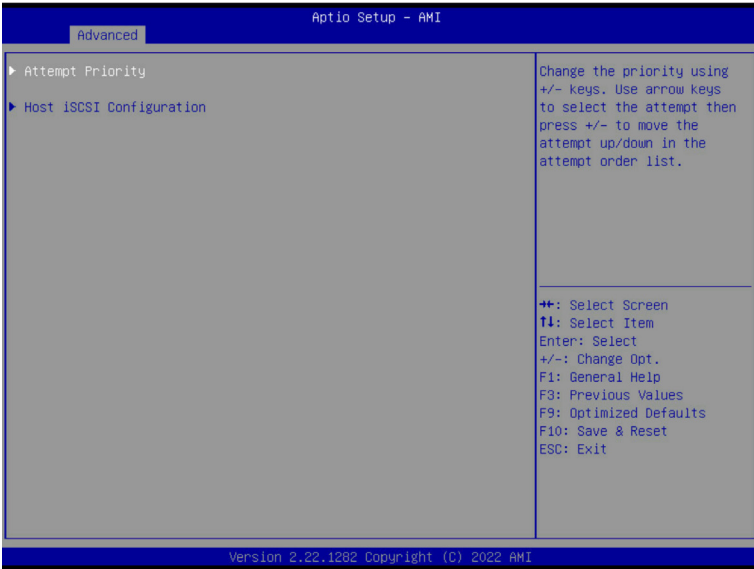 Aptio Setup – AMI
Advanced
▶ Attempt Priority
▶ Host iSCSI Configuration
Change the priority using
+/– keys. Use arrow keys
to select the attempt then
press +/– to move the
attempt up/down in the
attempt order list.
→←: Select Screen
↑↓: Select Item
Enter: Select
+/–: Change Opt.
F1: General Help
F3: Previous Values
F9: Optimized Defaults
F10: Save & Reset
ESC: Exit
Version 2.22.1282 Copyright (C) 2022 AMI